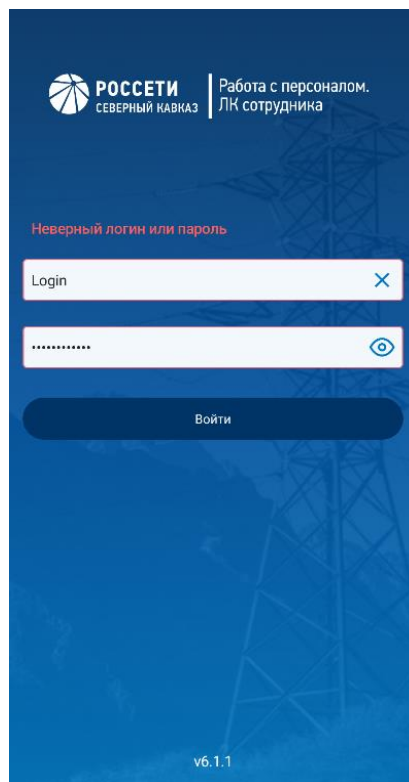 РОССЕТИ
СЕВЕРНЫЙ КАВКАЗ
Работа с персоналом.
ЛК сотрудника
Неверный логин или пароль
Login
••••••••••••
Войти
v6.1.1